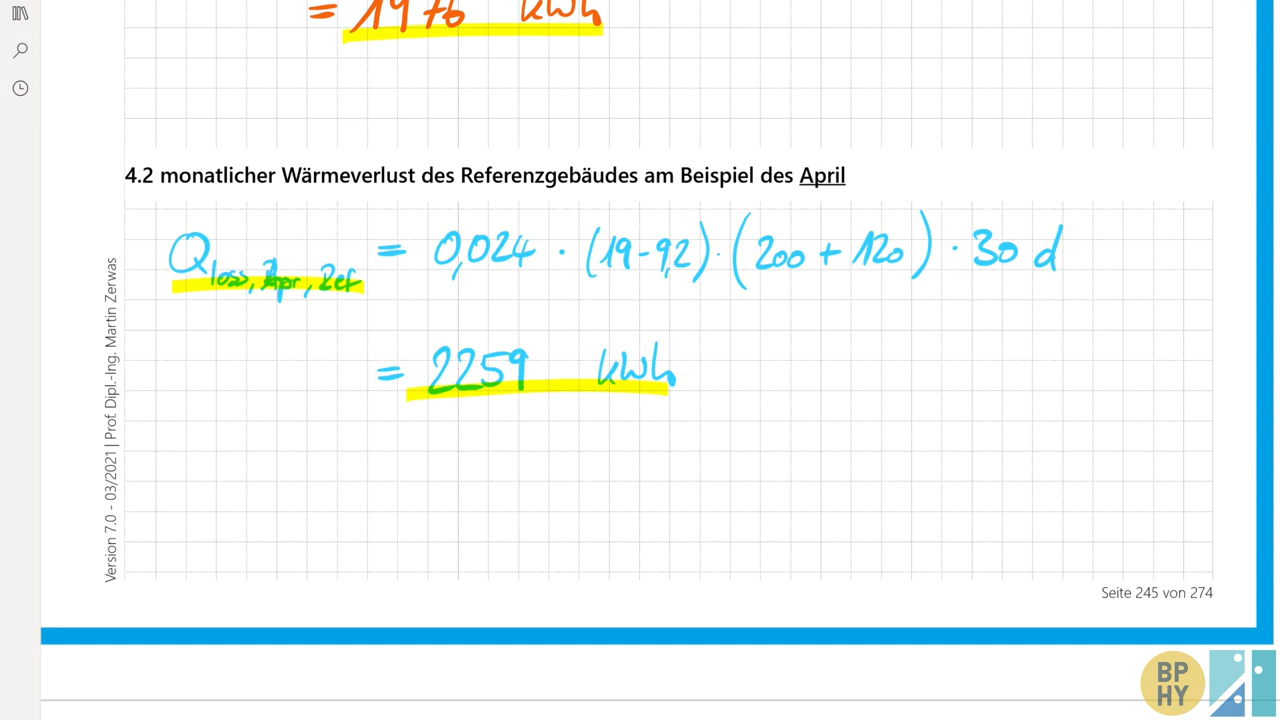 = 1976 kWh
4.2 monatlicher Wärmeverlust des Referenzgebäudes am Beispiel des April
Q loss, Apr, Ref = 0,024 · (19-9,2) · (200 + 120) · 30 d
= 2259 kWh
Version 7.0 - 03/2021 | Prof. Dipl.-Ing. Martin Zerwas
Seite 245 von 274
BP
HY